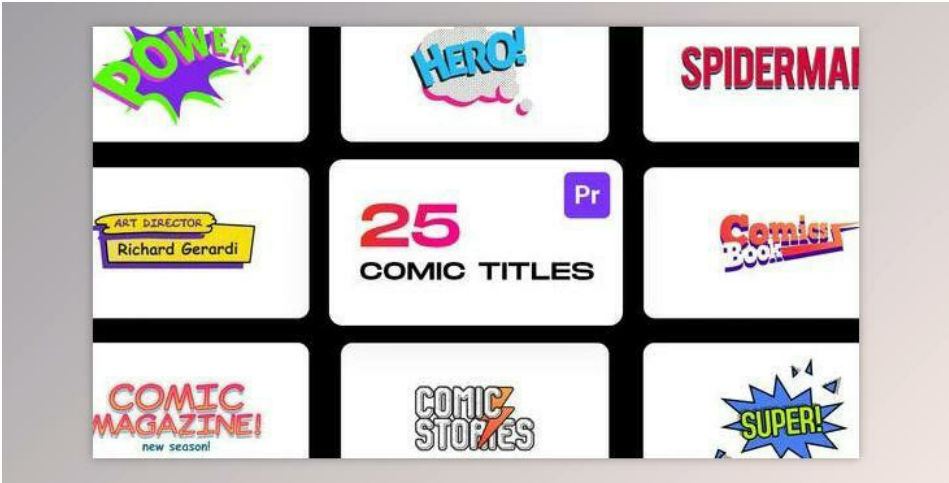 POWER!
HERO!
SPIDERMA
ART DIRECTOR
Richard Gerardi
25
Pr
COMIC TITLES
Comics
Book
COMIC
MAGAZINE!
new season!
COMIC
STORIES
SUPER!